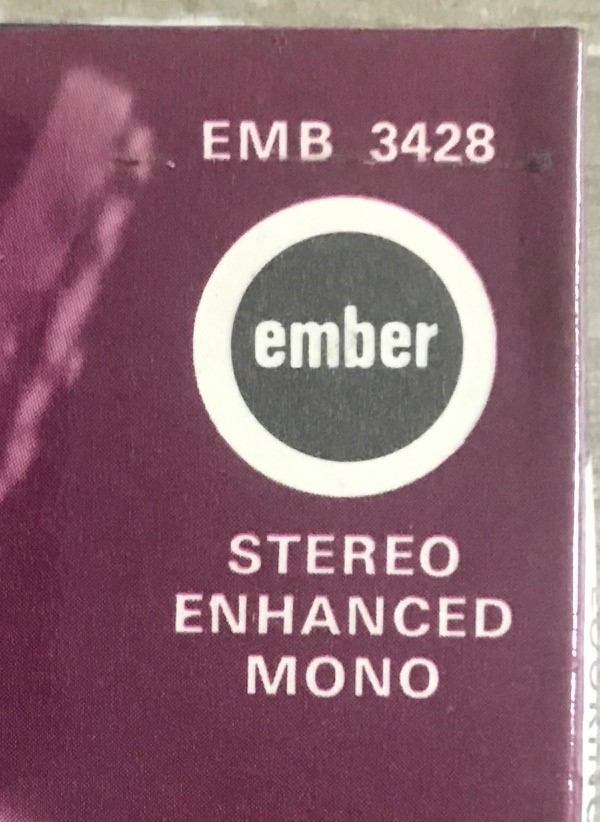 EMB 3428
ember
STEREO
ENHANCED
MONO